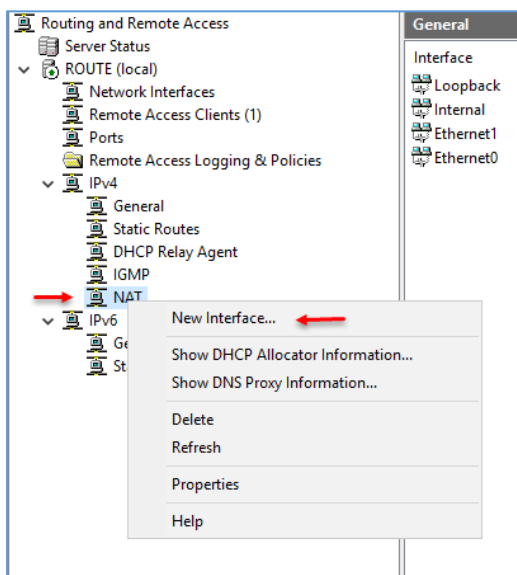 Routing and Remote Access
Server Status
ROUTE (local)
Network Interfaces
Remote Access Clients (1)
Ports
Remote Access Logging & Policies
IPv4
General
Static Routes
DHCP Relay Agent
IGMP
NAT
IPv6
Ge
St
General
Interface
Loopback
Internal
Ethernet1
Ethernet0
New Interface...
Show DHCP Allocator Information...
Show DNS Proxy Information...
Delete
Refresh
Properties
Help